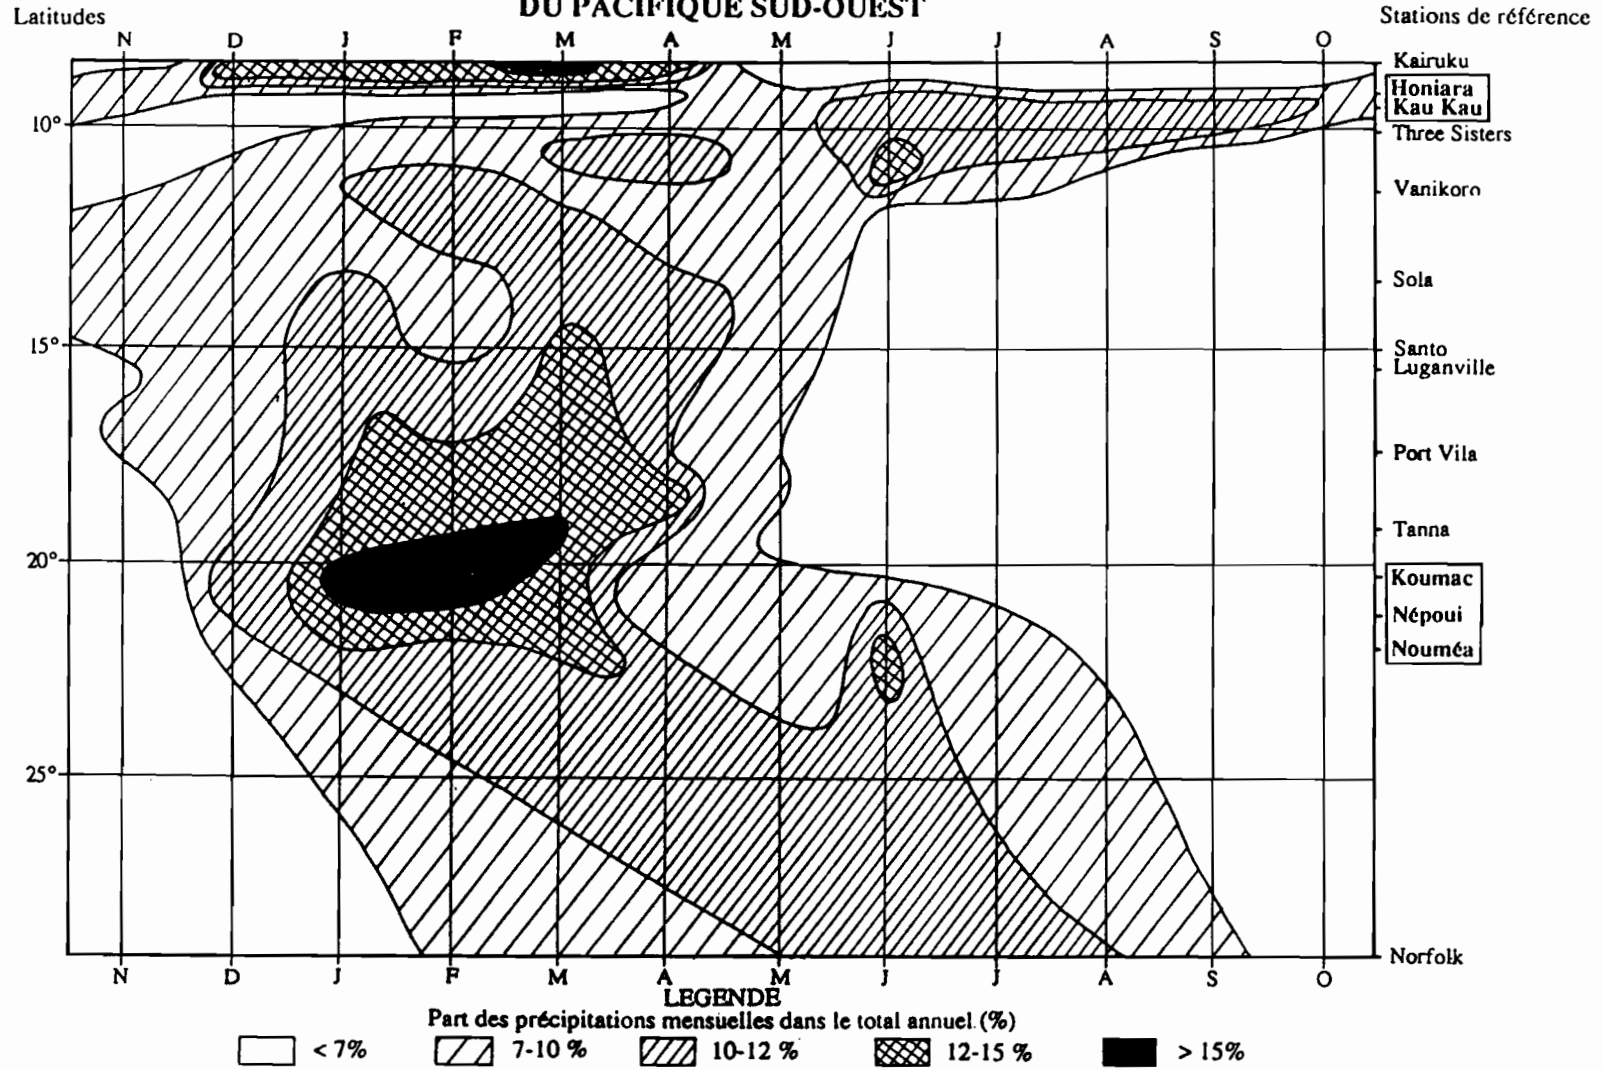 DU PACIFIQUE SUD-OUEST
Latitudes
Stations de référence
N D J F M A M J J A S O
Kairuku
Honiara
Kau Kau
10°
Three Sisters
Vanikoro
Sola
15°
Santo
Luganville
Port Vila
Tanna
20°
Koumac
Népoui
Nouméa
25°
Norfolk
N D J F M A M J J A S O
LEGENDE
Part des précipitations mensuelles dans le total annuel (%)
< 7% 7-10 % 10-12 % 12-15 % > 15%